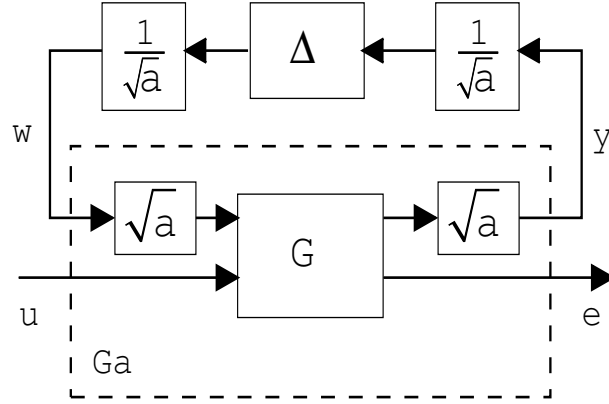 1/√a Δ 1/√a
w y
√a G √a
u e
Ga